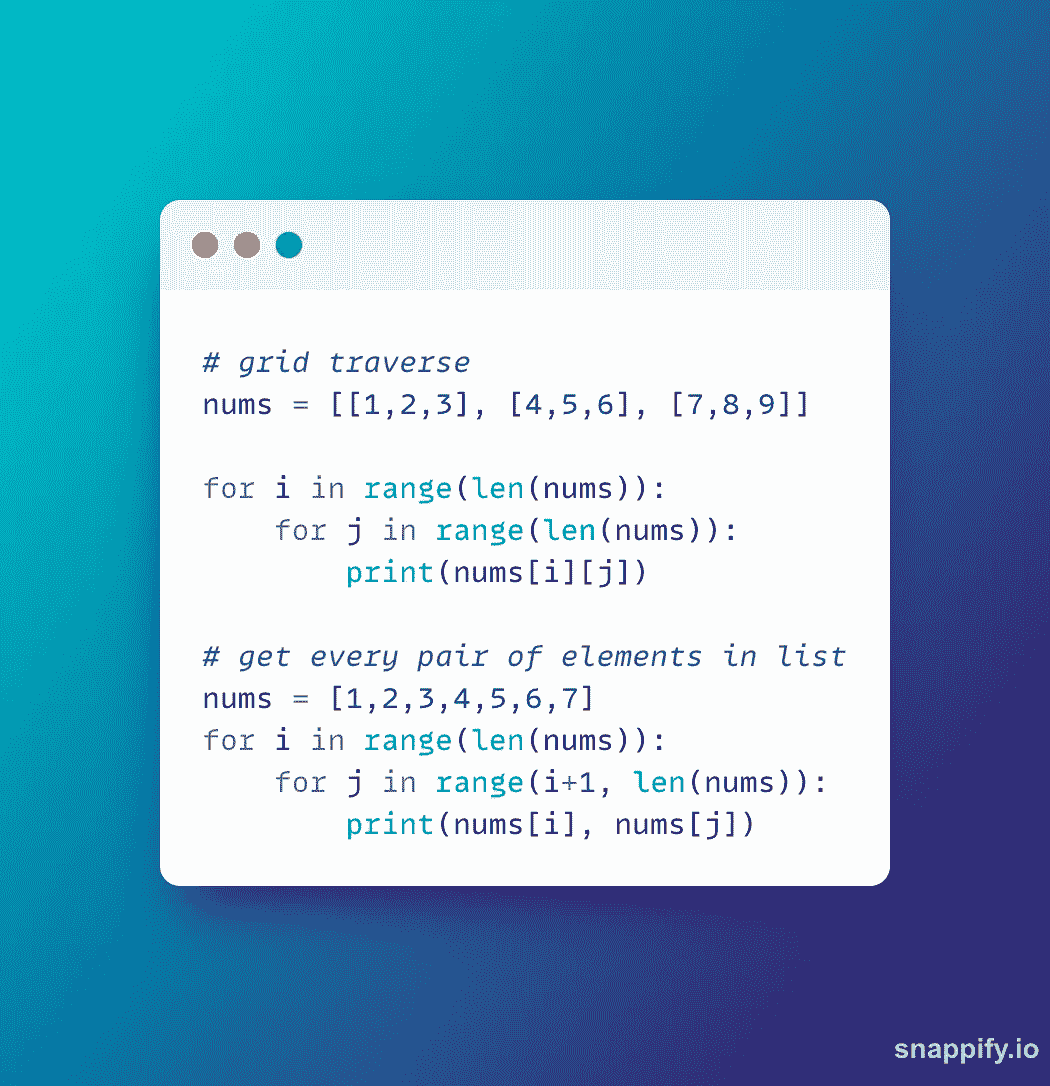 # grid traverse
nums = [[1,2,3], [4,5,6], [7,8,9]]
for i in range(len(nums)):
    for j in range(len(nums)):
        print(nums[i][j])
# get every pair of elements in list
nums = [1,2,3,4,5,6,7]
for i in range(len(nums)):
    for j in range(i+1, len(nums)):
        print(nums[i], nums[j])
snappify.io